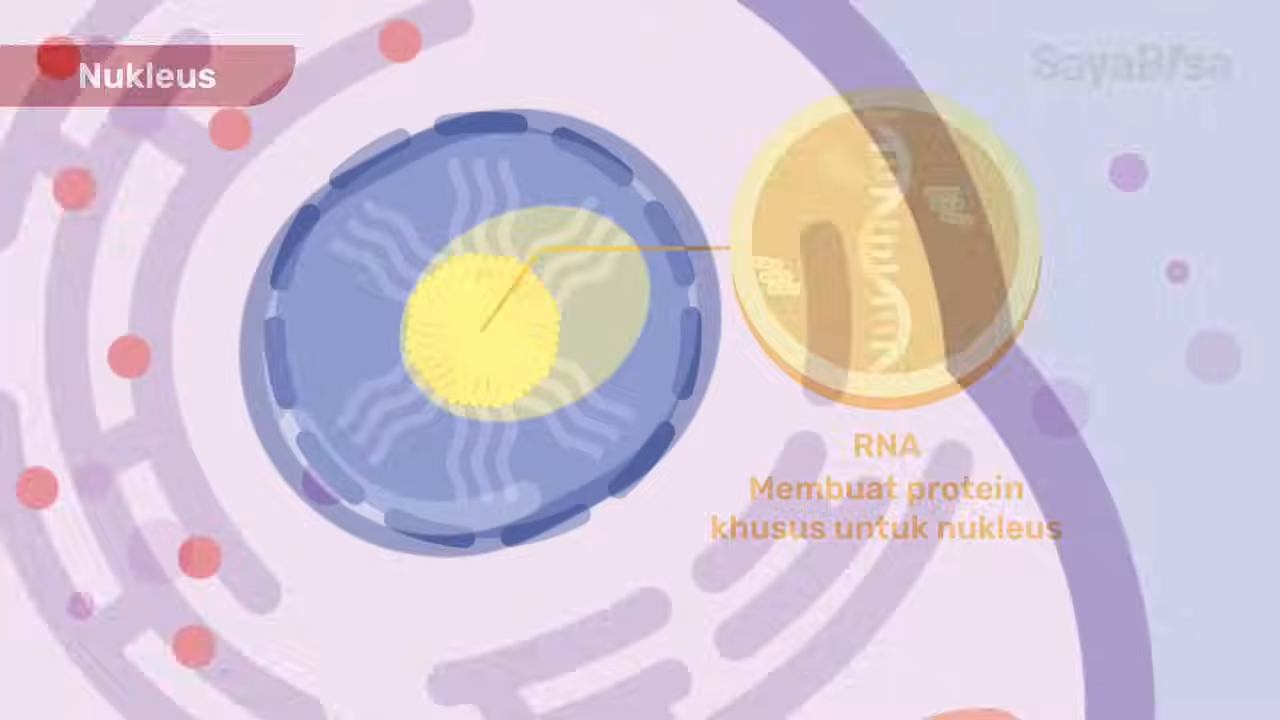 Nukleus
SayaBisa
RNA
Membuat protein
khusus untuk nukleus